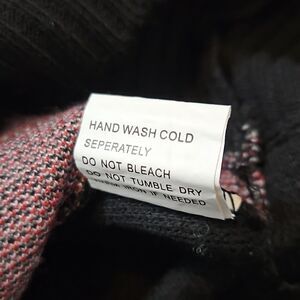 HAND WASH COLD
SEPERATELY
DO NOT BLEACH
DO NOT TUMBLE DRY
IRON IF NEEDED